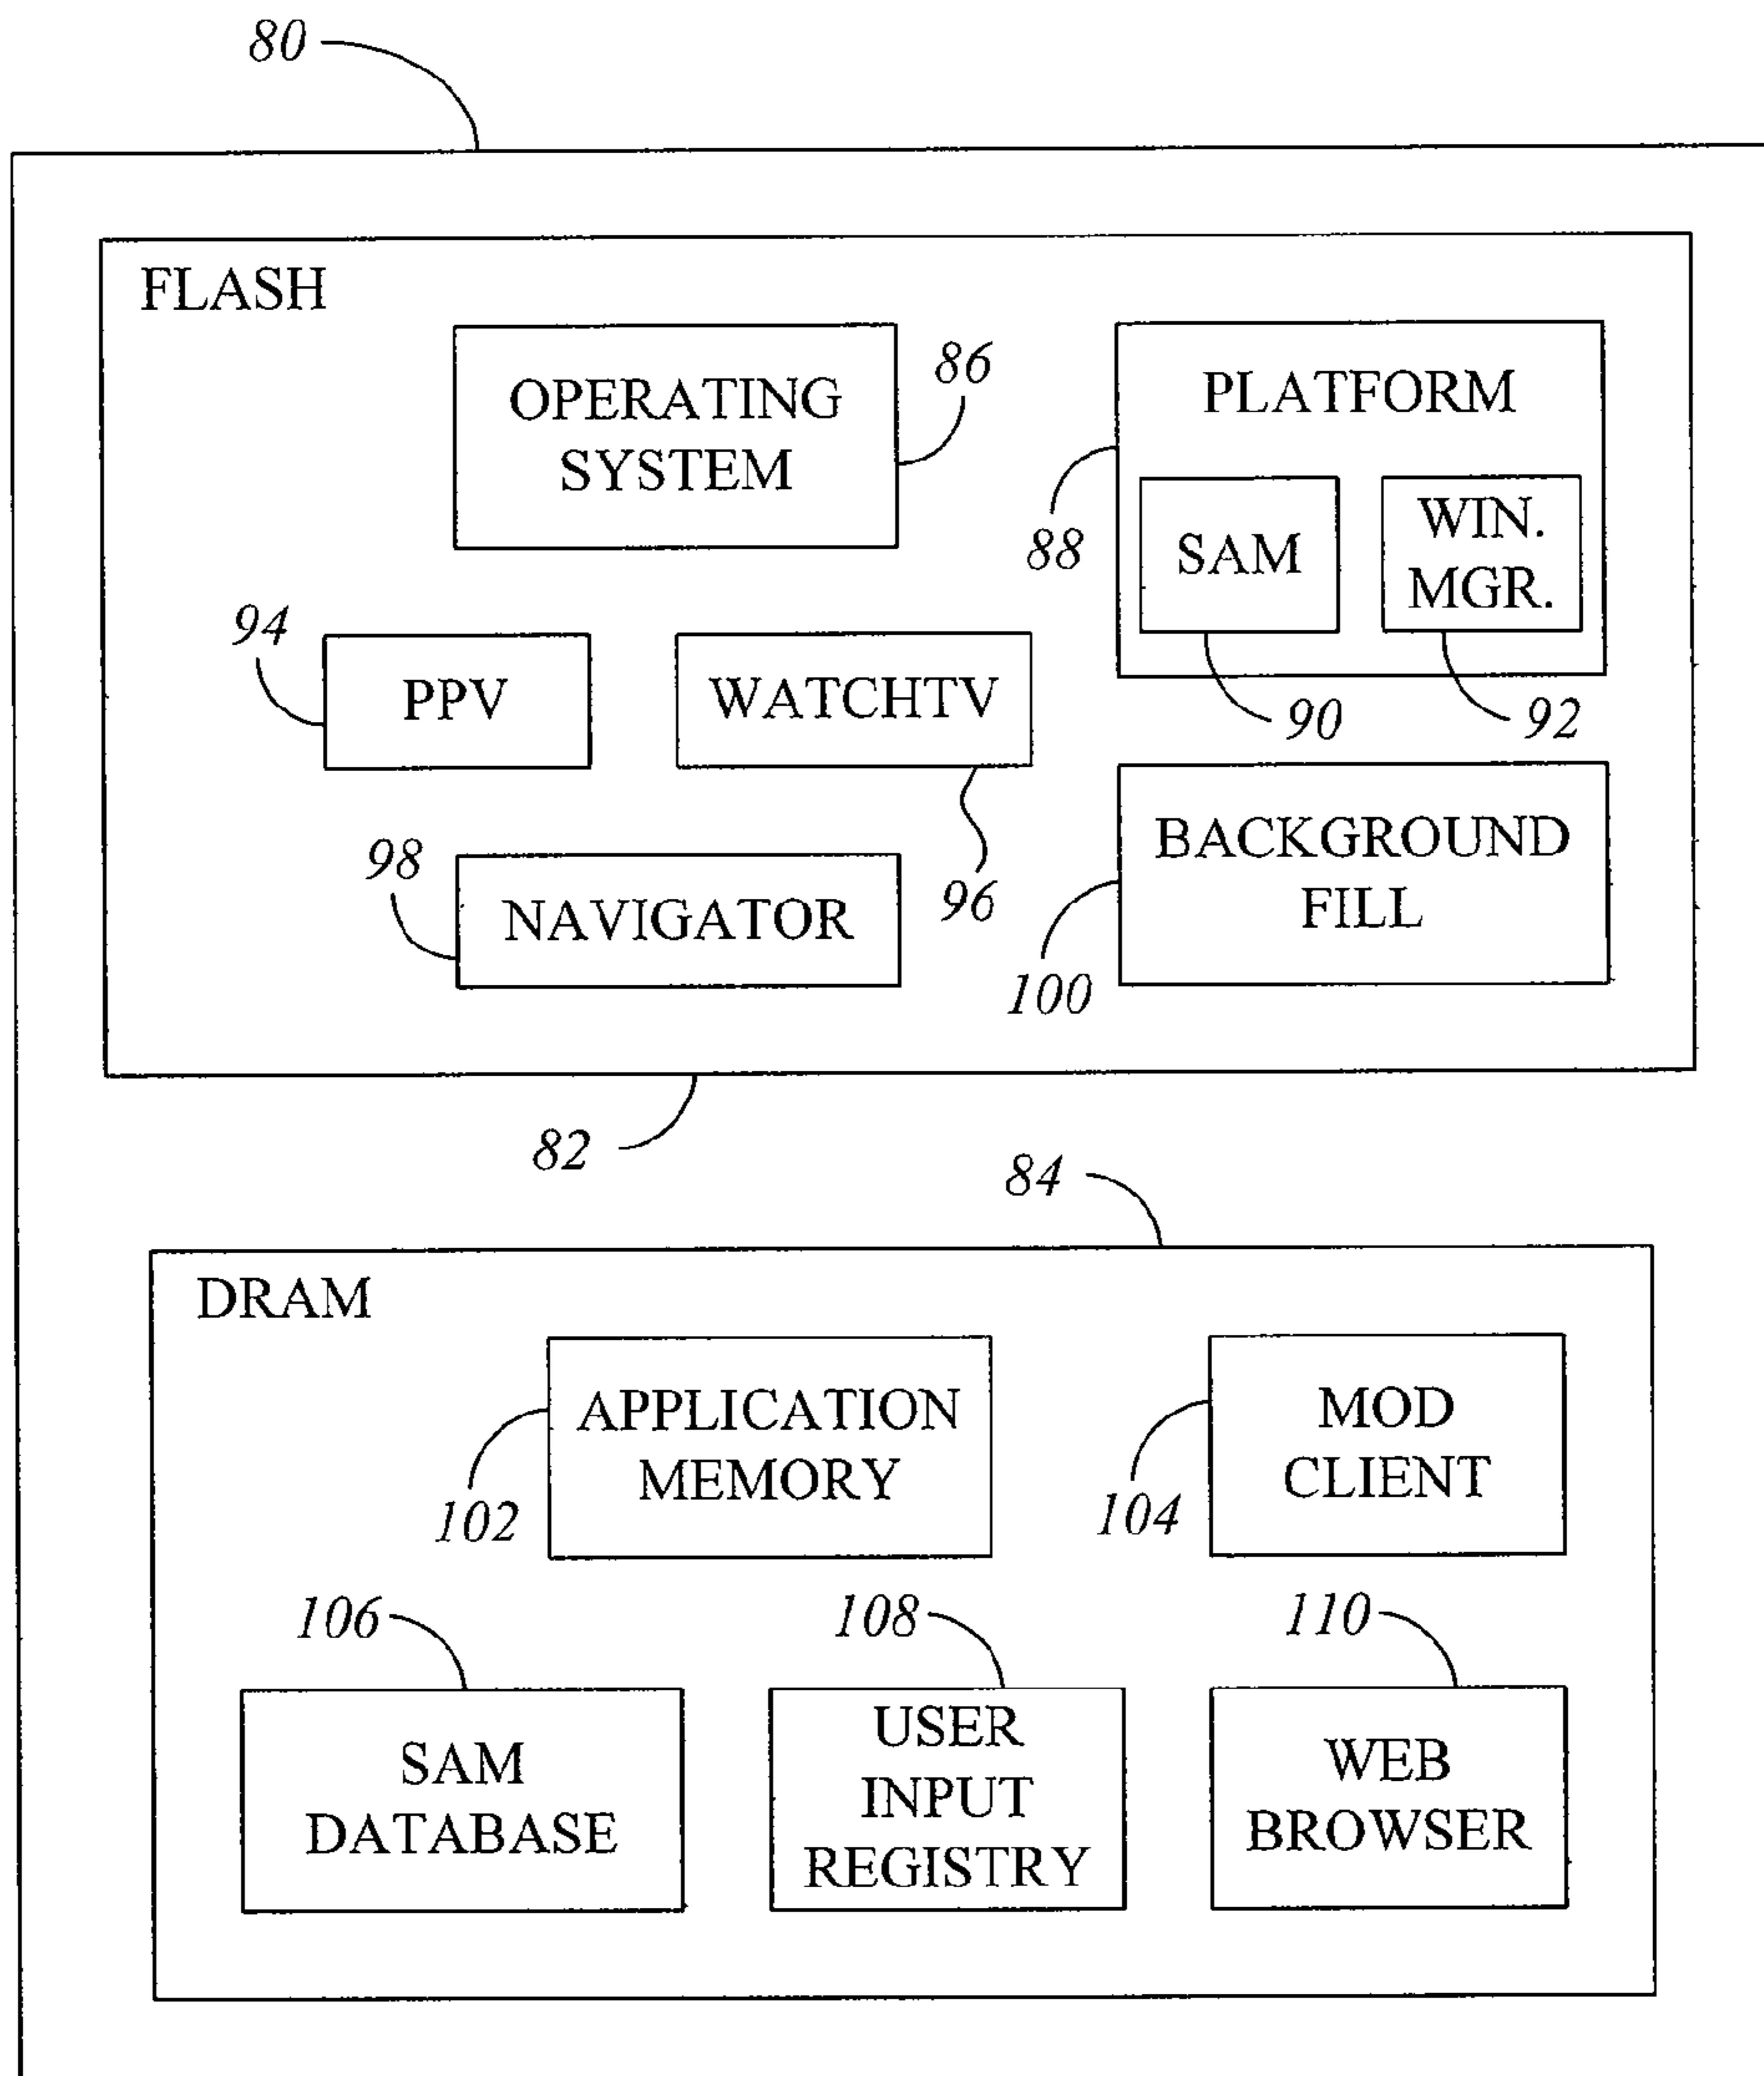 80
FLASH
OPERATING
SYSTEM
86
PLATFORM
88
SAM
WIN.
MGR.
90
92
94
PPV
WATCHTV
96
98
NAVIGATOR
BACKGROUND
FILL
100
82
84
DRAM
APPLICATION
MEMORY
102
MOD
CLIENT
104
106
SAM
DATABASE
108
USER
INPUT
REGISTRY
110
WEB
BROWSER